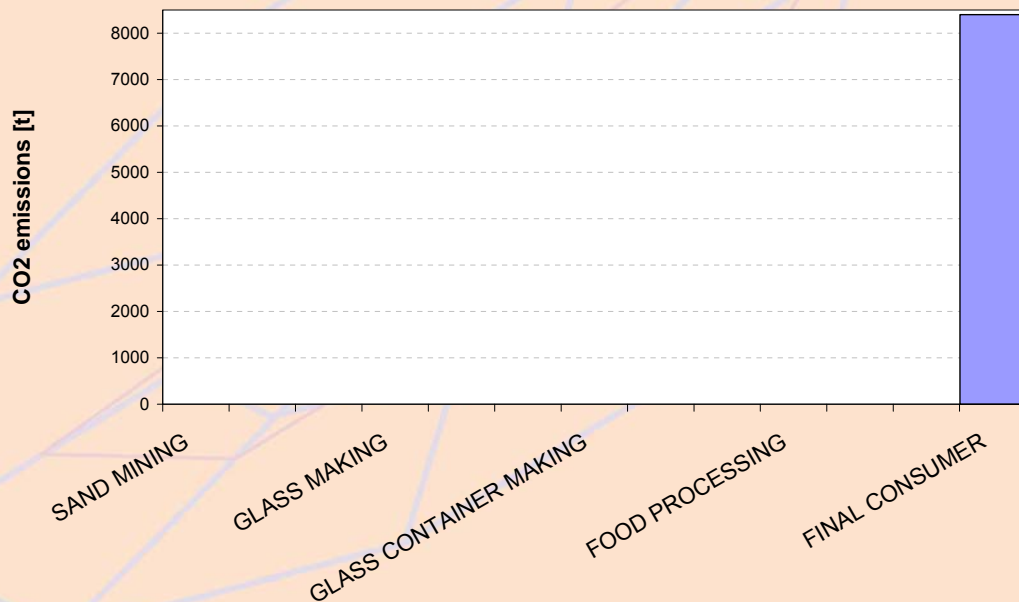 CO2 emissions [t]
8000
7000
6000
5000
4000
3000
2000
1000
0
SAND MINING
GLASS MAKING
GLASS CONTAINER MAKING
FOOD PROCESSING
FINAL CONSUMER